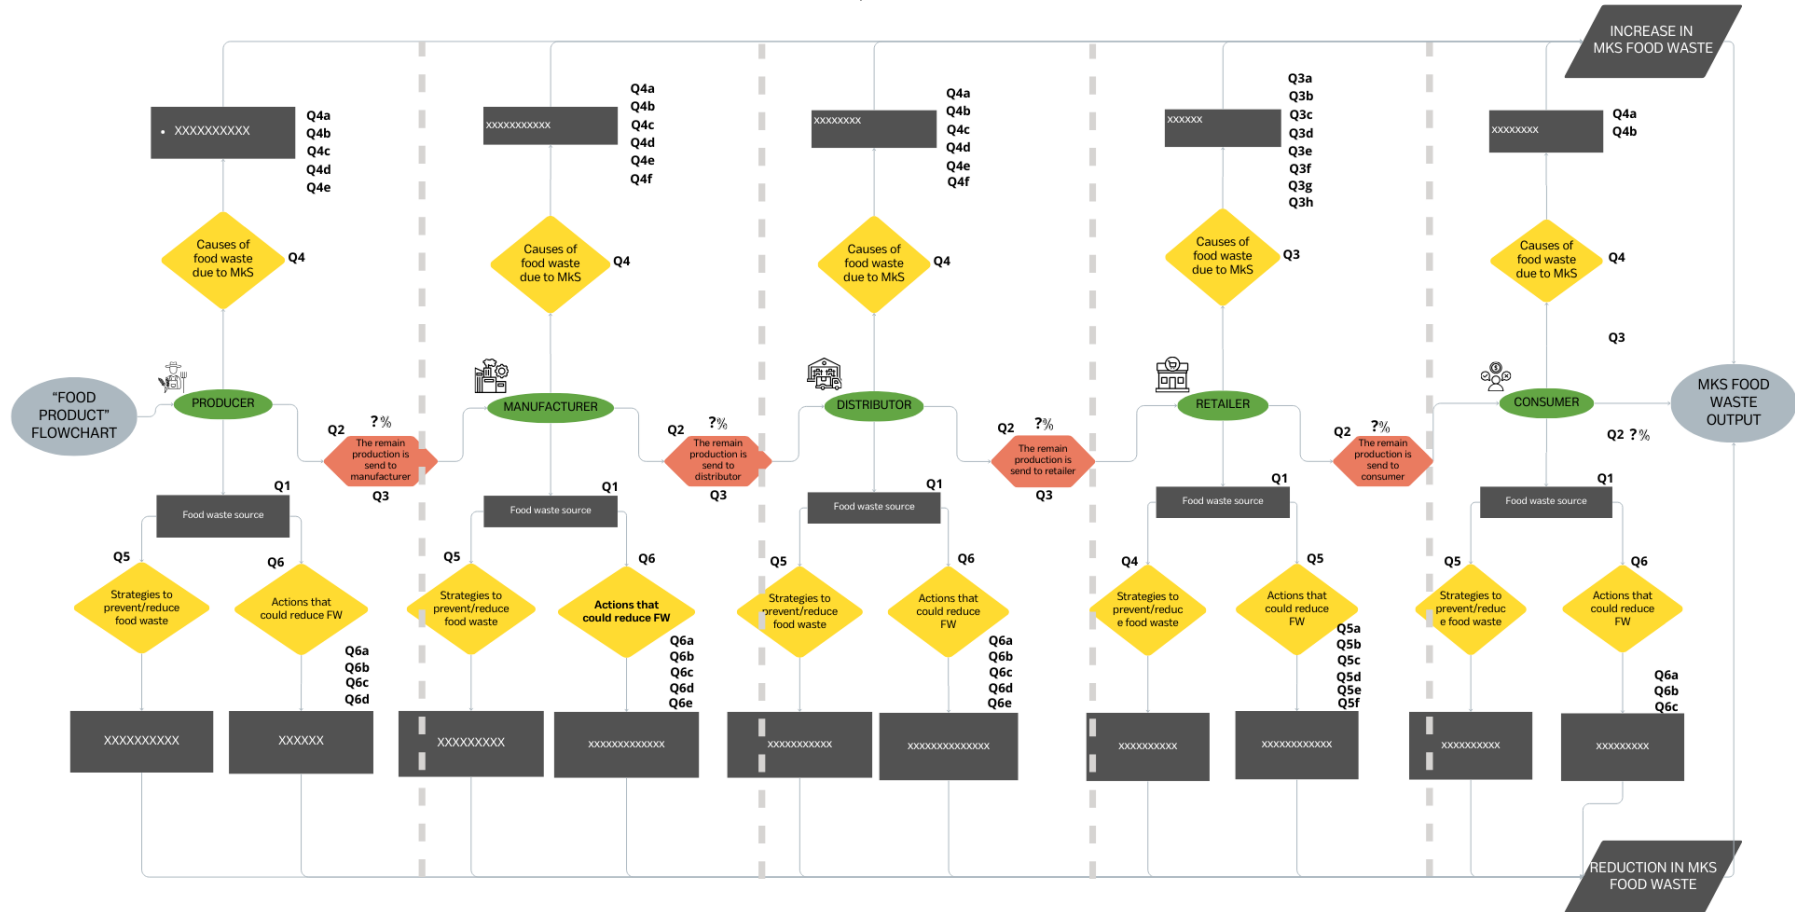 INCREASE IN
MKS FOOD WASTE
• XXXXXXXXXX
Q4a
Q4b
Q4c
Q4d
Q4e
xxxxxxxxxxx
Q4a
Q4b
Q4c
Q4d
Q4e
Q4f
xxxxxxxx
Q4a
Q4b
Q4c
Q4d
Q4e
Q4f
xxxxxx
Q3a
Q3b
Q3c
Q3d
Q3e
Q3f
Q3g
Q3h
xxxxxxxx
Q4a
Q4b
Causes of
food waste
due to MkS
Q4
Causes of
food waste
due to MkS
Q4
Causes of
food waste
due to MkS
Q4
Causes of
food waste
due to MkS
Q3
Causes of
food waste
due to MkS
Q4
Q3
“FOOD
PRODUCT”
FLOWCHART
PRODUCER
MANUFACTURER
DISTRIBUTOR
RETAILER
CONSUMER
MKS FOOD
WASTE
OUTPUT
Q2
?%
The remain
production is
send to
manufacturer
Q3
Q2
?%
The remain
production is
send to
distributor
Q3
Q2
?%
The remain
production is
send to retailer
Q3
Q2
?%
The remain
production is
send to
consumer
Q2 ?%
Q1
Food waste source
Q1
Food waste source
Q1
Food waste source
Q1
Food waste source
Q1
Food waste source
Q5
Strategies to
prevent/reduce
food waste
Q6
Actions that
could reduce FW
Q6a
Q6b
Q6c
Q6d
Q5
Strategies to
prevent/reduce
food waste
Q6
Actions that
could reduce FW
Q6a
Q6b
Q6c
Q6d
Q6e
Q5
Strategies to
prevent/reduce
food waste
Q6
Actions that
could reduce
FW
Q6a
Q6b
Q6c
Q6d
Q6e
Q4
Strategies to
prevent/reduc
e food waste
Q5
Actions that
could reduce
FW
Q5a
Q5b
Q5c
Q5d
Q5e
Q5f
Q5
Strategies to
prevent/reduc
e food waste
Q6
Actions that
could reduce
FW
Q6a
Q6b
Q6c
XXXXXXXXXX
XXXXXX
XXXXXXXXX
xxxxxxxxxxxxx
xxxxxxxxxxx
xxxxxxxxxxxxxx
xxxxxxxxxx
xxxxxxxxxxxx
xxxxxxxxxx
xxxxxxxxx
REDUCTION IN MKS
FOOD WASTE